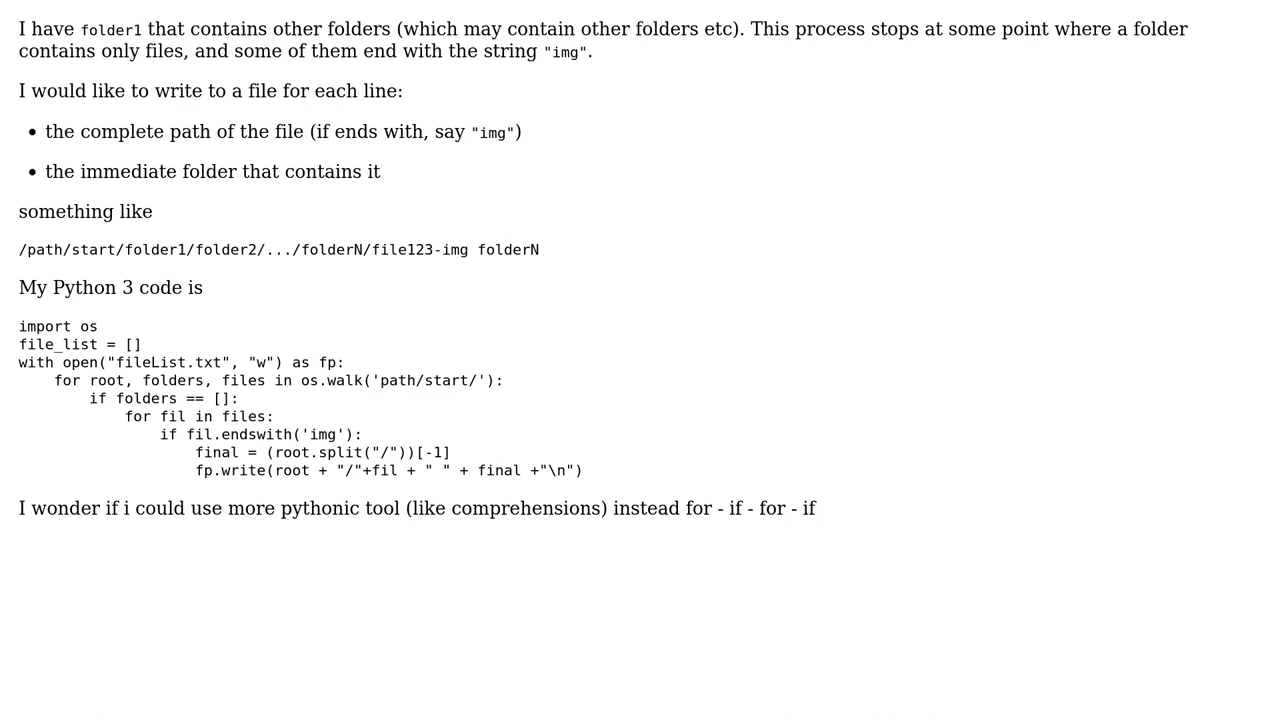 I have folder1 that contains other folders (which may contain other folders etc). This process stops at some point where a folder
contains only files, and some of them end with the string "img".
I would like to write to a file for each line:
• the complete path of the file (if ends with, say "img")
• the immediate folder that contains it
something like
/path/start/folder1/folder2/.../folderN/file123-img folderN
My Python 3 code is
import os
file_list = []
with open("fileList.txt", "w") as fp:
    for root, folders, files in os.walk('path/start/'):
        if folders == []:
            for fil in files:
                if fil.endswith('img'):
                    final = (root.split("/"))[-1]
                    fp.write(root + "/"+fil + " " + final +"\n")
I wonder if i could use more pythonic tool (like comprehensions) instead for - if - for - if